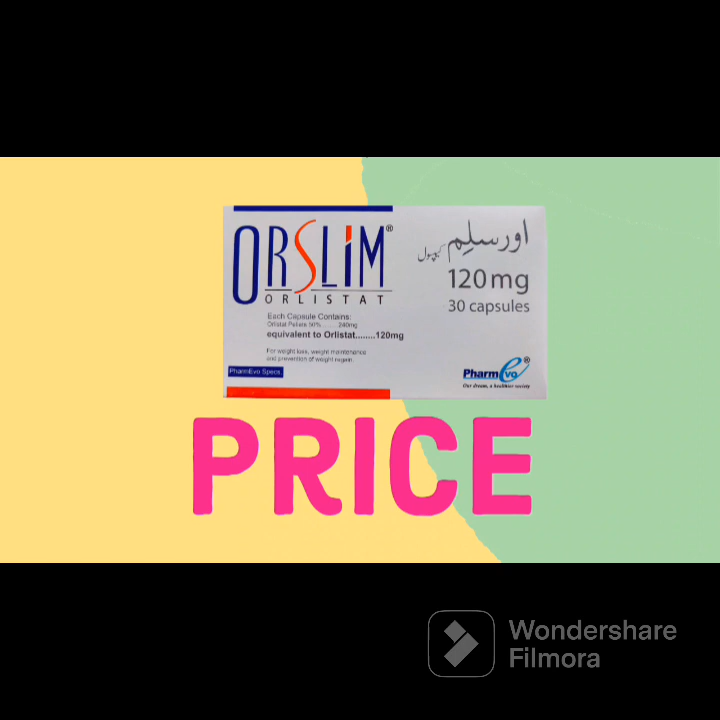 ORSLIM®
ORLISTAT
Each Capsule Contains:
Orlistat Pellets 50%........240mg
equivalent to Orlistat........120mg
For weight loss, weight maintenance
and prevention of weight regain.
PharmEvo Specs.
اورسلِم کیپسول
120mg
30 capsules
PharmEvo®
Our dream, a healthier society
PRICE
Wondershare
Filmora